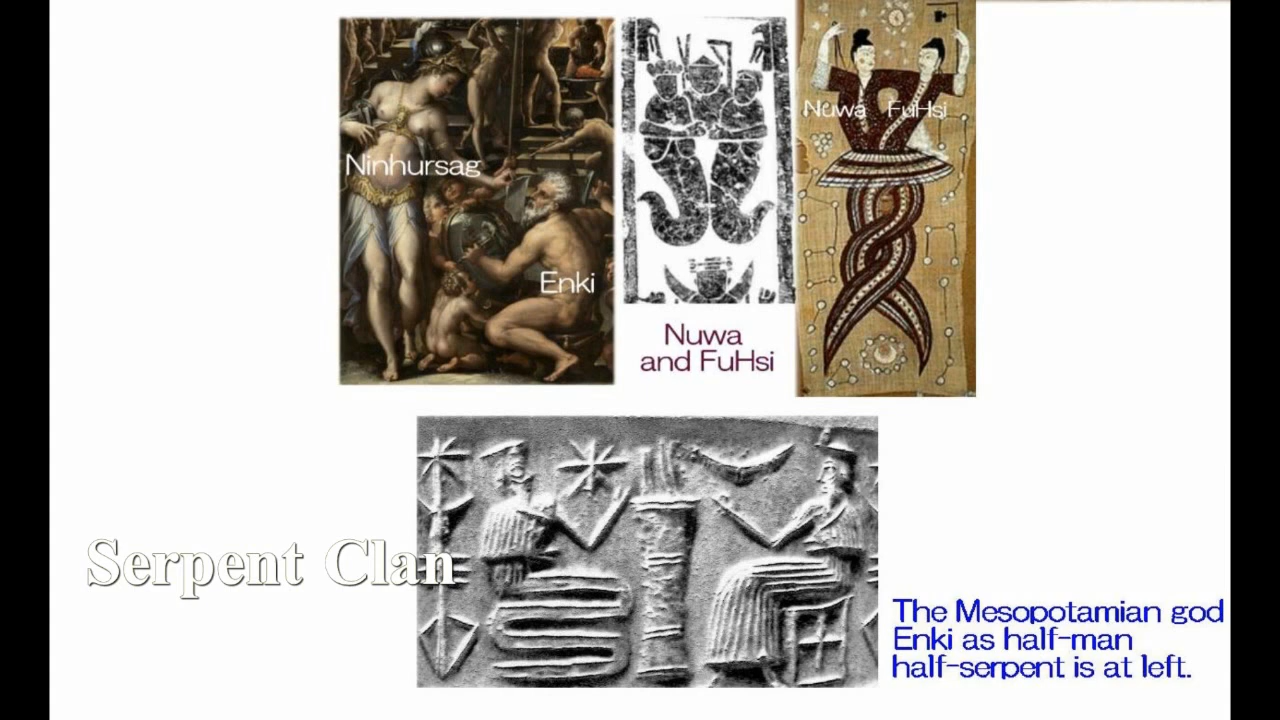 Ninhursag
Enki
Nuwa
and FuHsi
Nuwa FuHsi
Serpent Clan
The Mesopotamian god
Enki as half-man
half-serpent is at left.